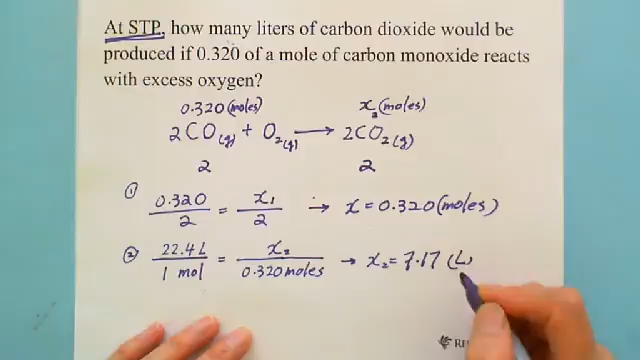 At STP, how many liters of carbon dioxide would be
produced if 0.320 of a mole of carbon monoxide reacts
with excess oxygen?
0.320 (moles) x₂ (moles)
2CO(g) + O₂(g) → 2CO₂(g)
2 2
① 0.320/2 = x₁/2 → x = 0.320 (moles)
② 22.4L/1 mol = x₂/0.320 moles → x₂ = 7.17 (L)